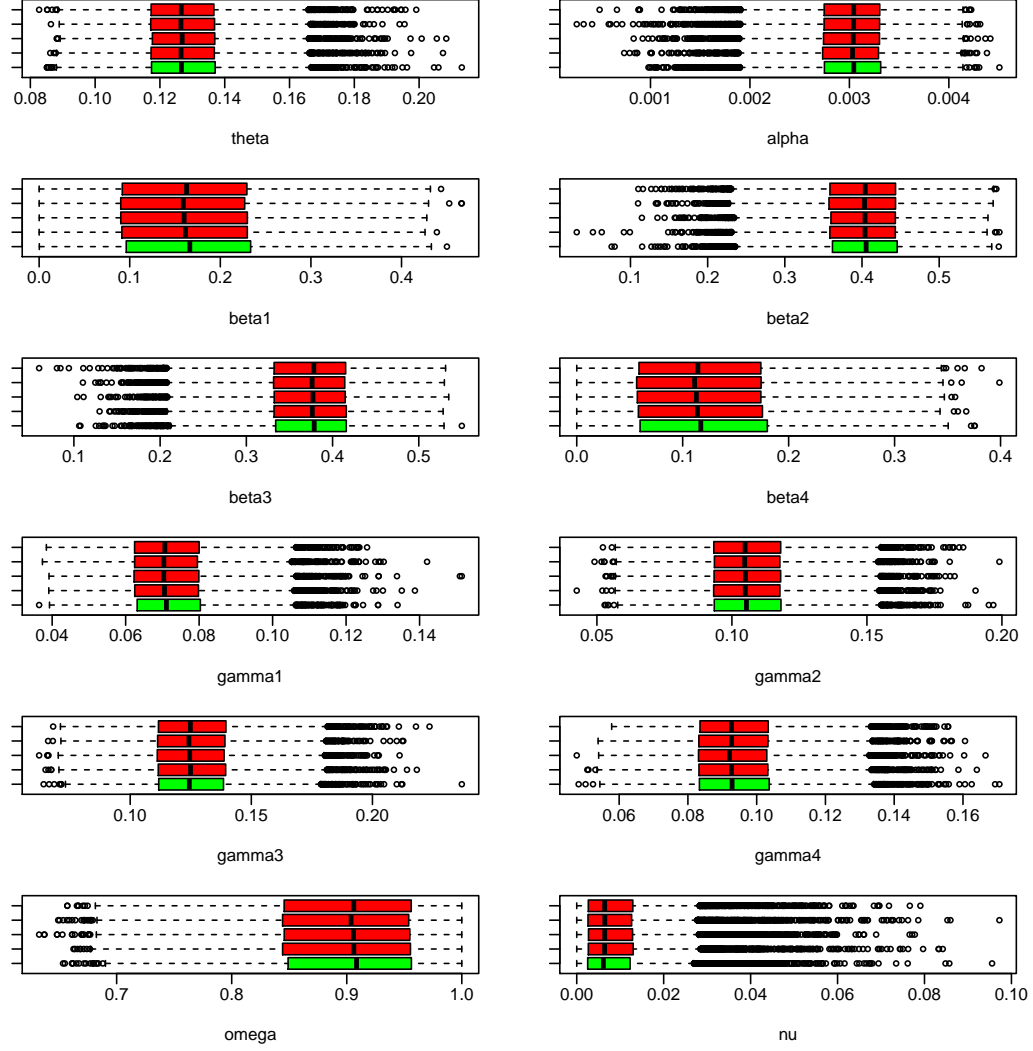 0.08 0.10 0.12 0.14 0.16 0.18 0.20
theta
0.001 0.002 0.003 0.004
alpha
0.0 0.1 0.2 0.3 0.4
beta1
0.1 0.2 0.3 0.4 0.5
beta2
0.1 0.2 0.3 0.4 0.5
beta3
0.0 0.1 0.2 0.3 0.4
beta4
0.04 0.06 0.08 0.10 0.12 0.14
gamma1
0.05 0.10 0.15 0.20
gamma2
0.10 0.15 0.20
gamma3
0.06 0.08 0.10 0.12 0.14 0.16
gamma4
0.7 0.8 0.9 1.0
omega
0.00 0.02 0.04 0.06 0.08 0.10
nu